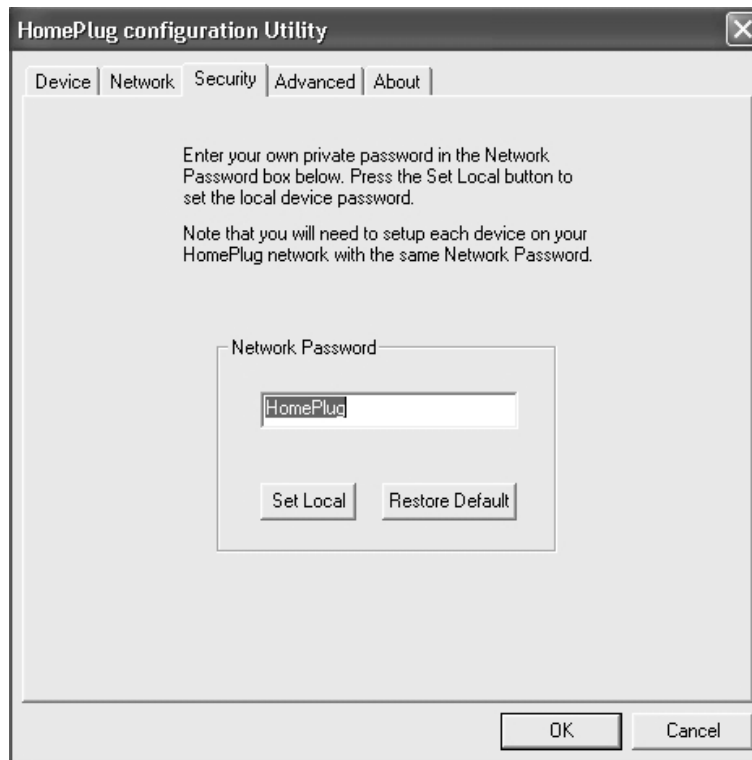 HomePlug configuration Utility
Device Network Security Advanced About
Enter your own private password in the Network
Password box below. Press the Set Local button to
set the local device password.
Note that you will need to setup each device on your
HomePlug network with the same Network Password.
Network Password
HomePlug
Set Local Restore Default
OK Cancel